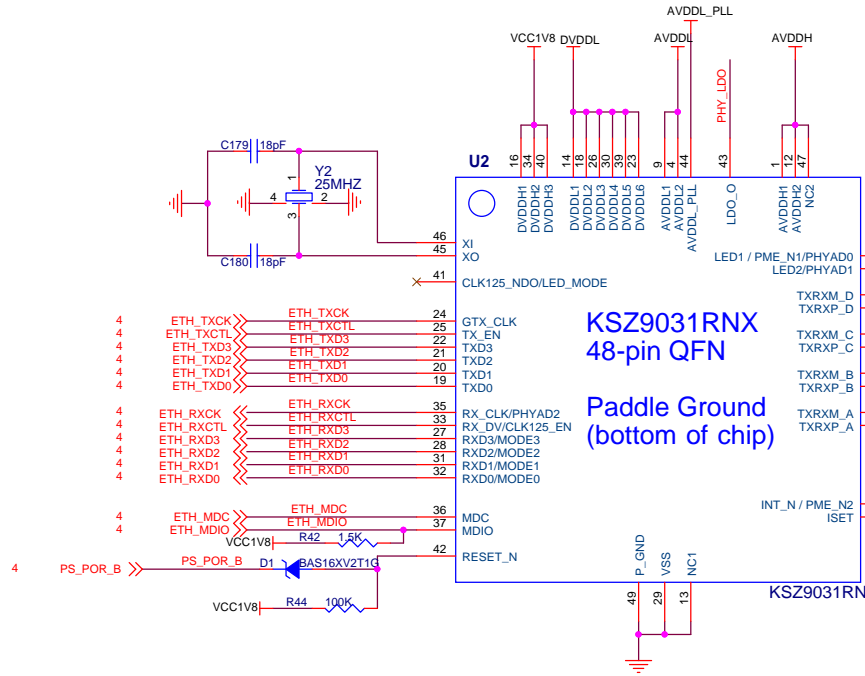 AVDDL_PLL
VCC1V8 DVDDL AVDDL AVDDH
PHY_LDO
C179 18pF
U2
16 34 40 14 18 26 30 39 23 9 4 44 43 1 12 47
Y2
25MHZ
1
4 2
3
DVDDH1 DVDDH2 DVDDH3 DVDDL1 DVDDL2 DVDDL3 DVDDL4 DVDDL5 DVDDL6 AVDDL1 AVDDL2 AVDDL_PLL LDO_O AVDDH1 AVDDH2 NC2
C180 18pF
46 XI
45 XO
41 CLK125_NDO/LED_MODE
LED1 / PME_N1/PHYAD0
LED2/PHYAD1
TXRXM_D
TXRXP_D
TXRXM_C
TXRXP_C
TXRXM_B
TXRXP_B
TXRXM_A
TXRXP_A
4 ETH_TXCK ETH_TXCK 24 GTX_CLK
4 ETH_TXCTL ETH_TXCTL 25 TX_EN
4 ETH_TXD3 ETH_TXD3 22 TXD3
4 ETH_TXD2 ETH_TXD2 21 TXD2
4 ETH_TXD1 ETH_TXD1 20 TXD1
4 ETH_TXD0 ETH_TXD0 19 TXD0
KSZ9031RNX
48-pin QFN
Paddle Ground
(bottom of chip)
4 ETH_RXCK ETH_RXCK 35 RX_CLK/PHYAD2
4 ETH_RXCTL ETH_RXCTL 33 RX_DV/CLK125_EN
4 ETH_RXD3 ETH_RXD3 27 RXD3/MODE3
4 ETH_RXD2 ETH_RXD2 28 RXD2/MODE2
4 ETH_RXD1 ETH_RXD1 31 RXD1/MODE1
4 ETH_RXD0 ETH_RXD0 32 RXD0/MODE0
INT_N / PME_N2
ISET
4 ETH_MDC ETH_MDC 36 MDC
4 ETH_MDIO ETH_MDIO 37 MDIO
VCC1V8 R42 1.5K
42 RESET_N
4 PS_POR_B PS_POR_B D1 BAS16XV2T1G
VCC1V8 R44 100K
P_GND VSS NC1
49 29 13
KSZ9031RN